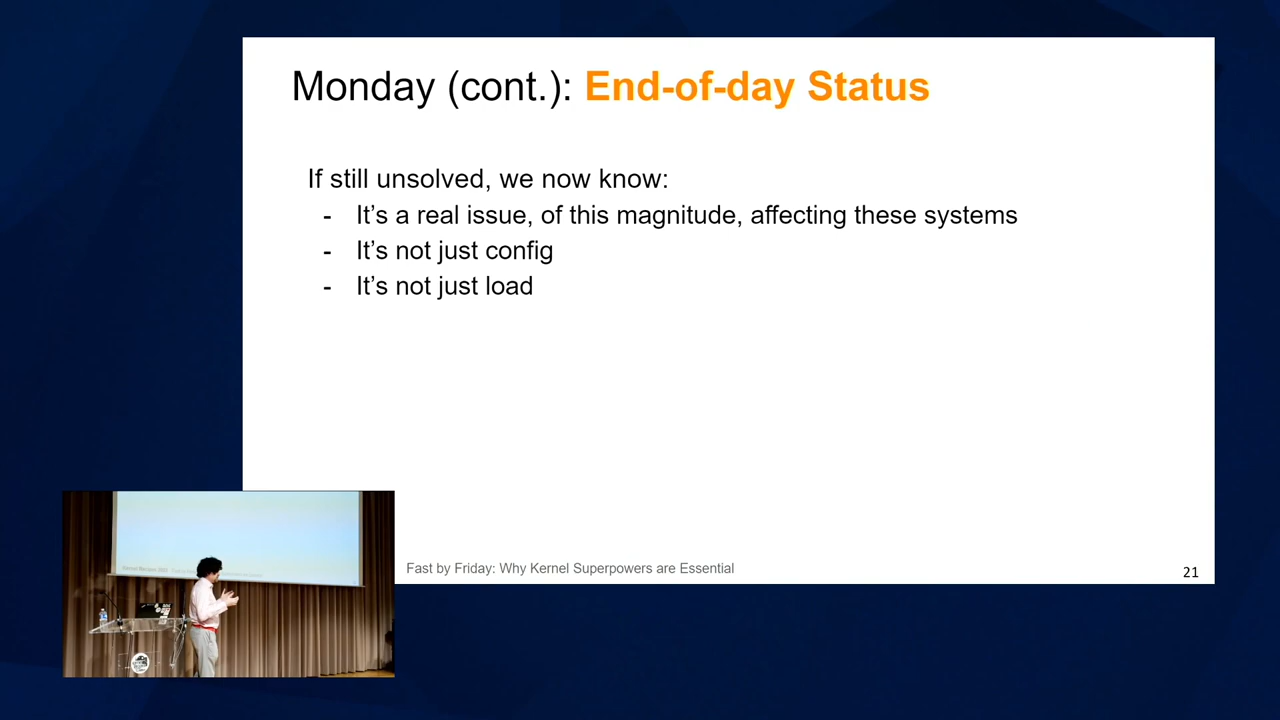 Monday (cont.): End-of-day Status
If still unsolved, we now know:
- It's a real issue, of this magnitude, affecting these systems
- It's not just config
- It's not just load
Fast by Friday: Why Kernel Superpowers are Essential
21